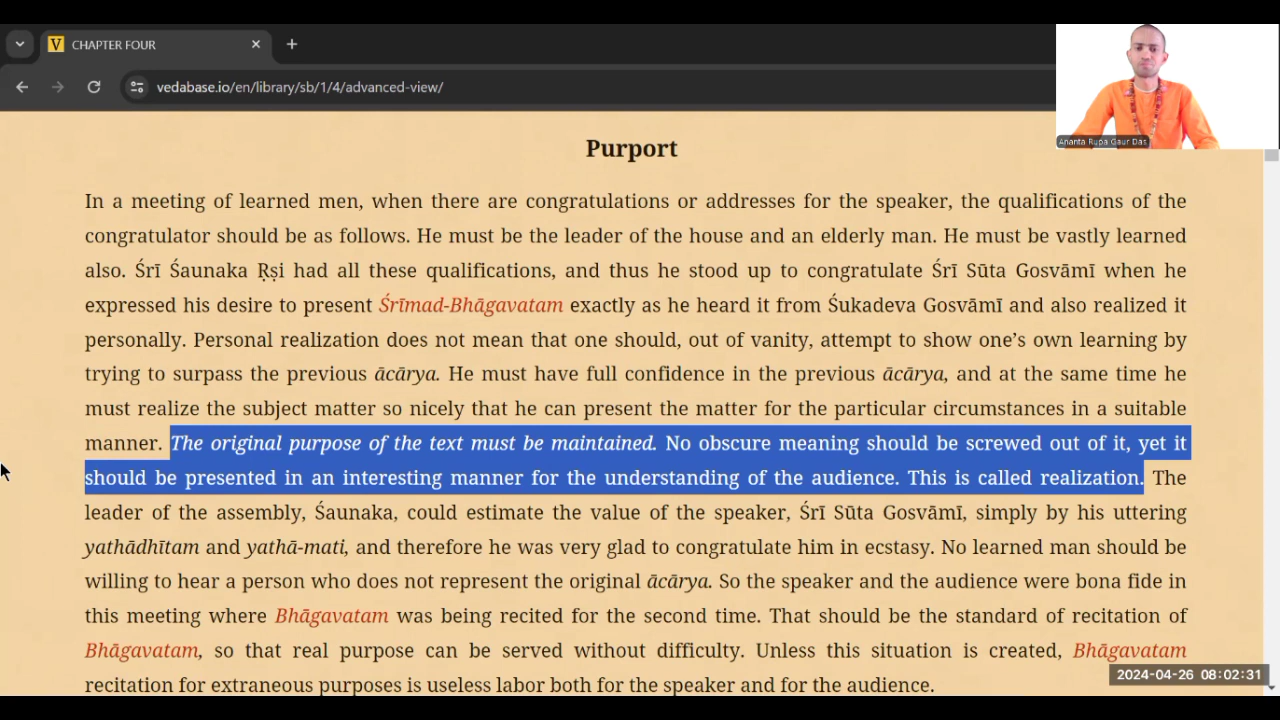 CHAPTER FOUR
vedabase.io/en/library/sb/1/4/advanced-view/
Ananta Rupa Gaur Das
Purport
In a meeting of learned men, when there are congratulations or addresses for the speaker, the qualifications of the
congratulator should be as follows. He must be the leader of the house and an elderly man. He must be vastly learned
also. Śrī Śaunaka Ṛṣi had all these qualifications, and thus he stood up to congratulate Śrī Sūta Gosvāmī when he
expressed his desire to present Śrīmad-Bhāgavatam exactly as he heard it from Śukadeva Gosvāmī and also realized it
personally. Personal realization does not mean that one should, out of vanity, attempt to show one’s own learning by
trying to surpass the previous ācārya. He must have full confidence in the previous ācārya, and at the same time he
must realize the subject matter so nicely that he can present the matter for the particular circumstances in a suitable
manner. The original purpose of the text must be maintained. No obscure meaning should be screwed out of it, yet it
should be presented in an interesting manner for the understanding of the audience. This is called realization. The
leader of the assembly, Śaunaka, could estimate the value of the speaker, Śrī Sūta Gosvāmī, simply by his uttering
yathādhītam and yathā-mati, and therefore he was very glad to congratulate him in ecstasy. No learned man should be
willing to hear a person who does not represent the original ācārya. So the speaker and the audience were bona fide in
this meeting where Bhāgavatam was being recited for the second time. That should be the standard of recitation of
Bhāgavatam, so that real purpose can be served without difficulty. Unless this situation is created, Bhāgavatam
recitation for extraneous purposes is useless labor both for the speaker and for the audience.
2024-04-26 08:02:31